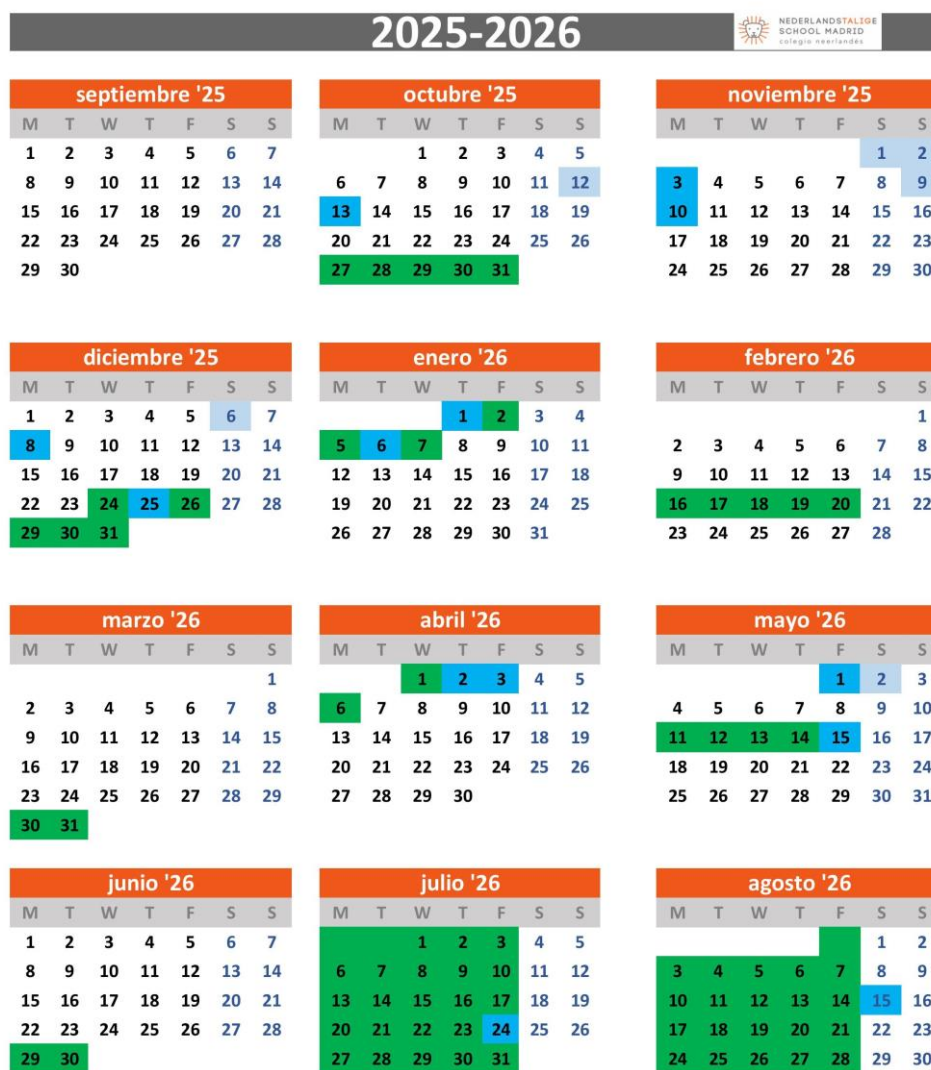 2025-2026
NEDERLANDSTALIGE
SCHOOL MADRID
colegio neerlandés
septiembre '25
M T W T F S S
1 2 3 4 5 6 7
8 9 10 11 12 13 14
15 16 17 18 19 20 21
22 23 24 25 26 27 28
29 30
octubre '25
M T W T F S S
1 2 3 4 5
6 7 8 9 10 11 12
13 14 15 16 17 18 19
20 21 22 23 24 25 26
27 28 29 30 31
noviembre '25
M T W T F S S
1 2
3 4 5 6 7 8 9
10 11 12 13 14 15 16
17 18 19 20 21 22 23
24 25 26 27 28 29 30
diciembre '25
M T W T F S S
1 2 3 4 5 6 7
8 9 10 11 12 13 14
15 16 17 18 19 20 21
22 23 24 25 26 27 28
29 30 31
enero '26
M T W T F S S
1 2 3 4
5 6 7 8 9 10 11
12 13 14 15 16 17 18
19 20 21 22 23 24 25
26 27 28 29 30 31
febrero '26
M T W T F S S
1
2 3 4 5 6 7 8
9 10 11 12 13 14 15
16 17 18 19 20 21 22
23 24 25 26 27 28
marzo '26
M T W T F S S
1
2 3 4 5 6 7 8
9 10 11 12 13 14 15
16 17 18 19 20 21 22
23 24 25 26 27 28 29
30 31
abril '26
M T W T F S S
1 2 3 4 5
6 7 8 9 10 11 12
13 14 15 16 17 18 19
20 21 22 23 24 25 26
27 28 29 30
mayo '26
M T W T F S S
1 2 3
4 5 6 7 8 9 10
11 12 13 14 15 16 17
18 19 20 21 22 23 24
25 26 27 28 29 30 31
junio '26
M T W T F S S
1 2 3 4 5 6 7
8 9 10 11 12 13 14
15 16 17 18 19 20 21
22 23 24 25 26 27 28
29 30
julio '26
M T W T F S S
1 2 3 4 5
6 7 8 9 10 11 12
13 14 15 16 17 18 19
20 21 22 23 24 25 26
27 28 29 30 31
agosto '26
M T W T F S S
1 2
3 4 5 6 7 8 9
10 11 12 13 14 15 16
17 18 19 20 21 22 23
24 25 26 27 28 29 30